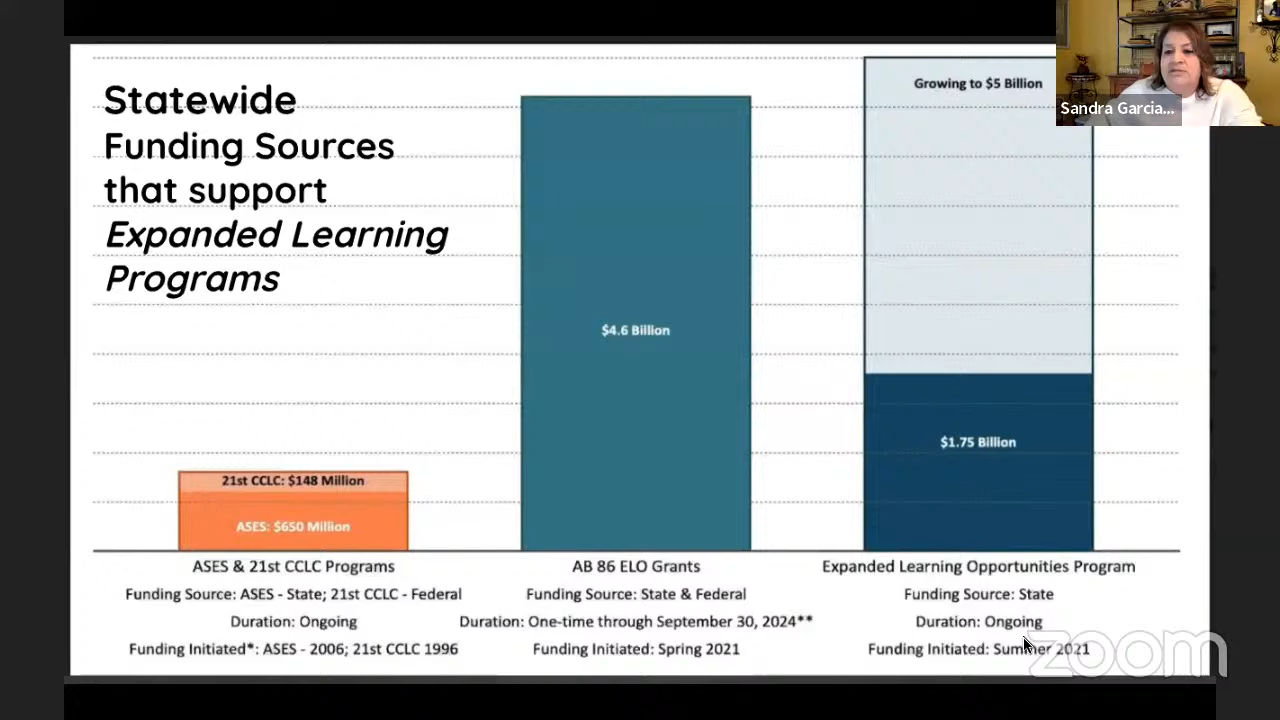 Statewide
Funding Sources
that support
Expanded Learning
Programs
Growing to $5 Billion
Sandra Garcia...
$4.6 Billion
$1.75 Billion
21st CCLC: $148 Million
ASES: $650 Million
ASES & 21st CCLC Programs
Funding Source: ASES - State; 21st CCLC - Federal
Duration: Ongoing
Funding Initiated*: ASES - 2006; 21st CCLC 1996
AB 86 ELO Grants
Funding Source: State & Federal
Duration: One-time through September 30, 2024**
Funding Initiated: Spring 2021
Expanded Learning Opportunities Program
Funding Source: State
Duration: Ongoing
Funding Initiated: Summer 2021
zoom